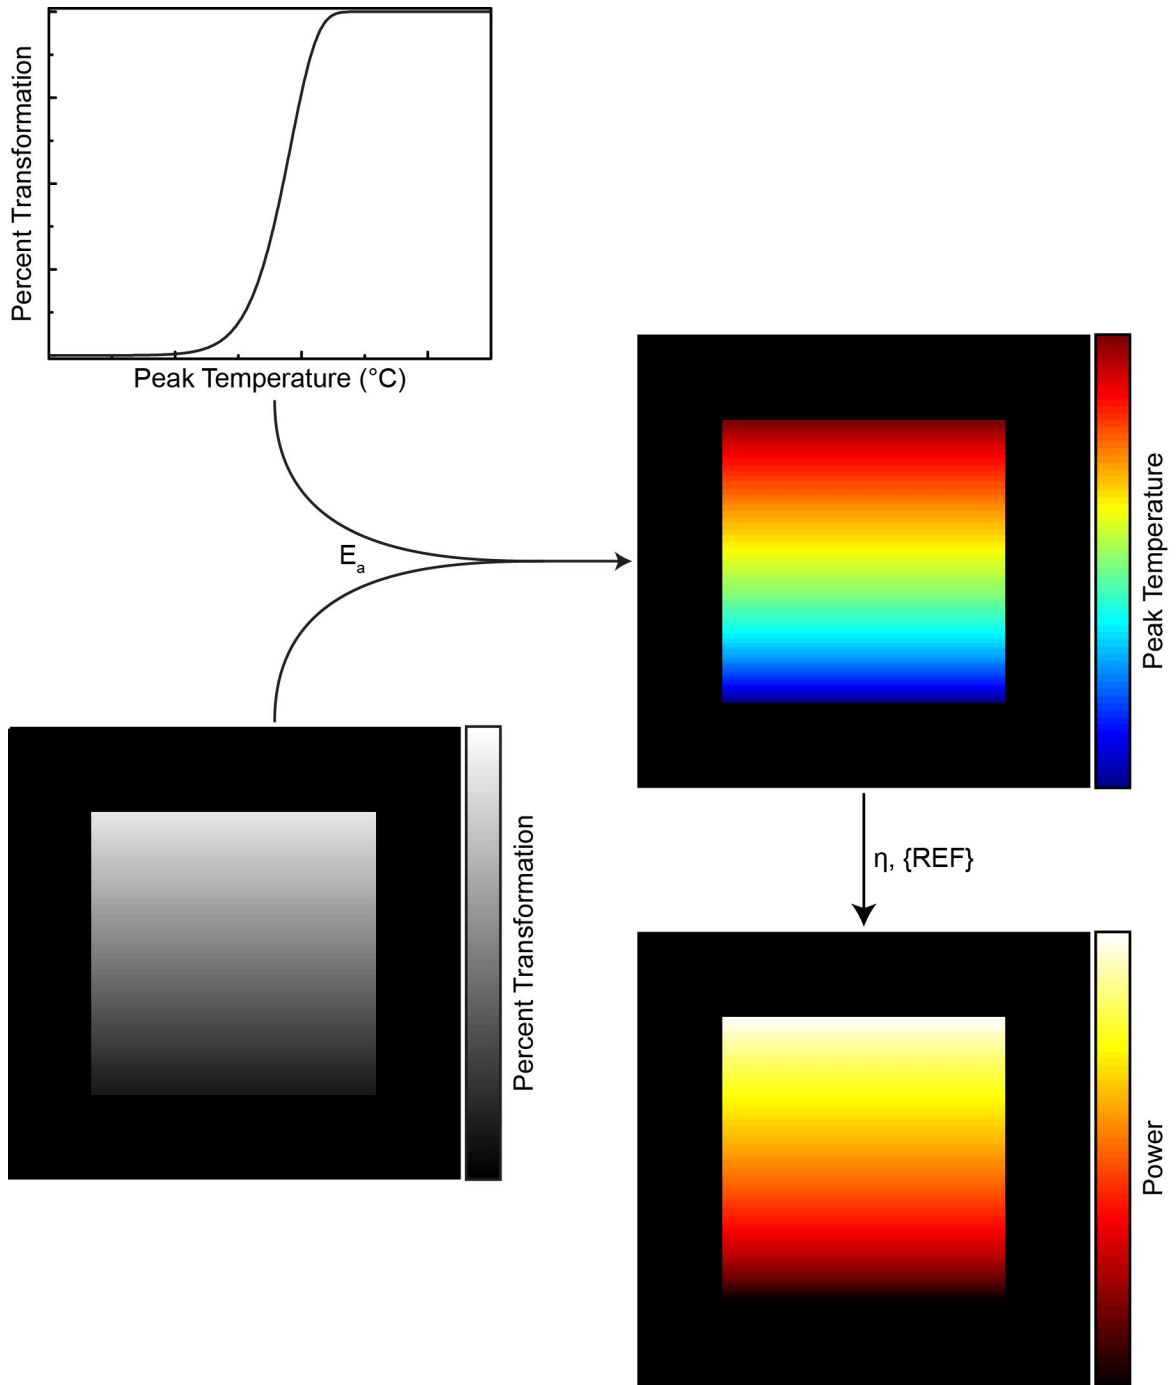 Percent Transformation
Peak Temperature (°C)
Eₐ
Peak Temperature
Percent Transformation
η, {REF}
Power